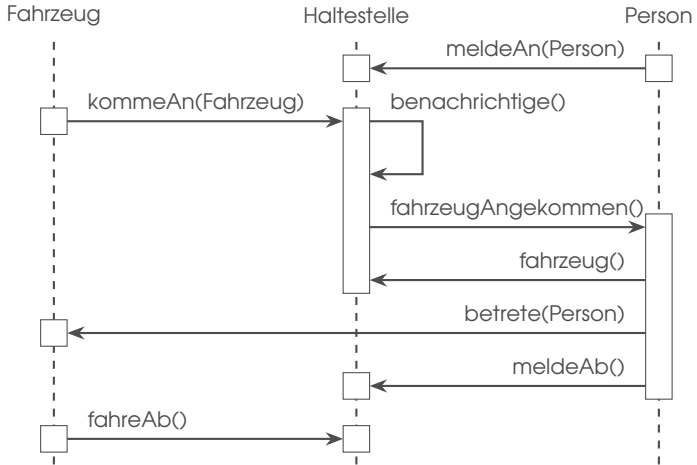 Fahrzeug
Haltestelle
Person
meldeAn(Person)
kommeAn(Fahrzeug)
benachrichtige()
fahrzeugAngekommen()
fahrzeug()
betrete(Person)
meldeAb()
fahreAb()